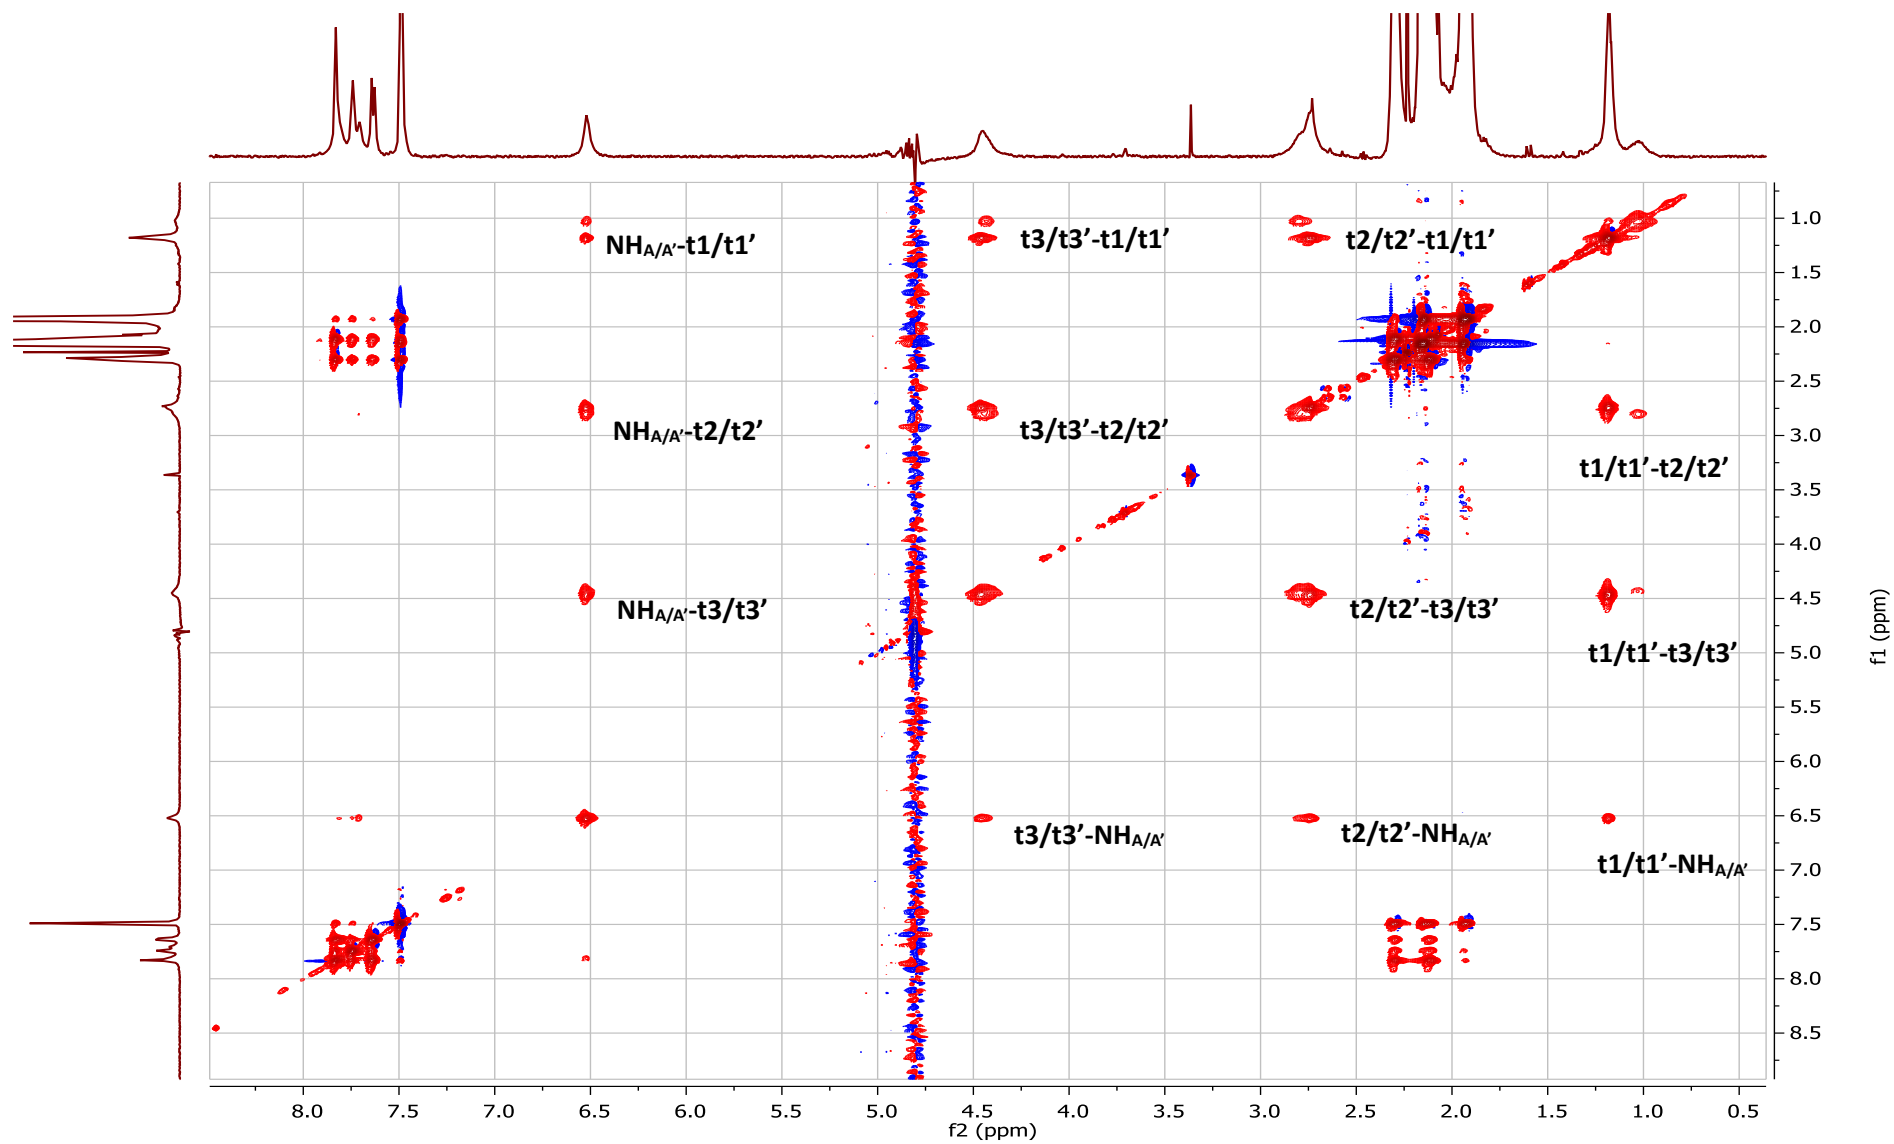 1.0
NHA/A'-t1/t1' t3/t3'-t1/t1' t2/t2'-t1/t1'
1.5
2.0
2.5
NHA/A'-t2/t2' t3/t3'-t2/t2' 3.0
t1/t1'-t2/t2'
3.5
4.0
NHA/A'-t3/t3' t2/t2'-t3/t3' 4.5
t1/t1'-t3/t3' 5.0
f1 (ppm)
5.5
6.0
6.5
t3/t3'-NHA/A' t2/t2'-NHA/A'
t1/t1'-NHA/A' 7.0
7.5
8.0
8.5
8.0 7.5 7.0 6.5 6.0 5.5 5.0 4.5 4.0 3.5 3.0 2.5 2.0 1.5 1.0 0.5
f2 (ppm)